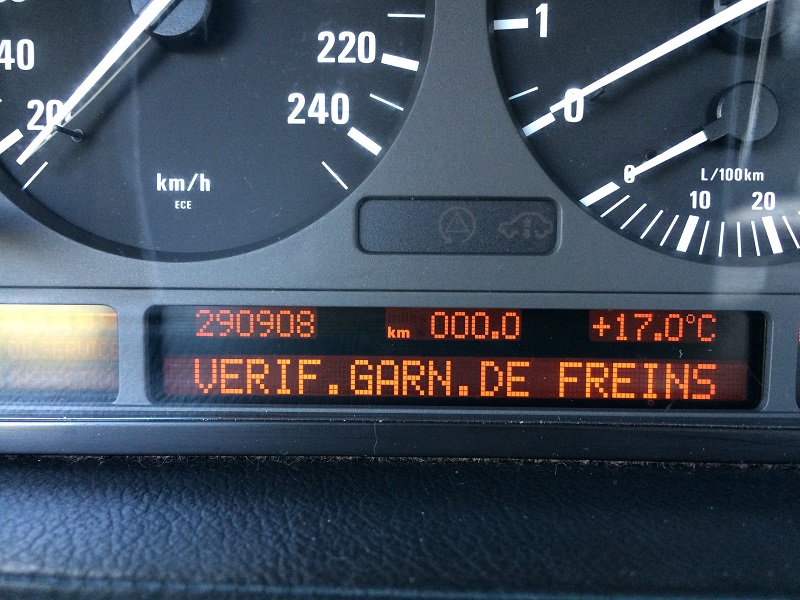 40
20
220
240
km/h
ECE
1
0
0
L/100km
10
20
290908
miles
km 000.0
+17.0°C
VERIF.GARN.DE FREINS